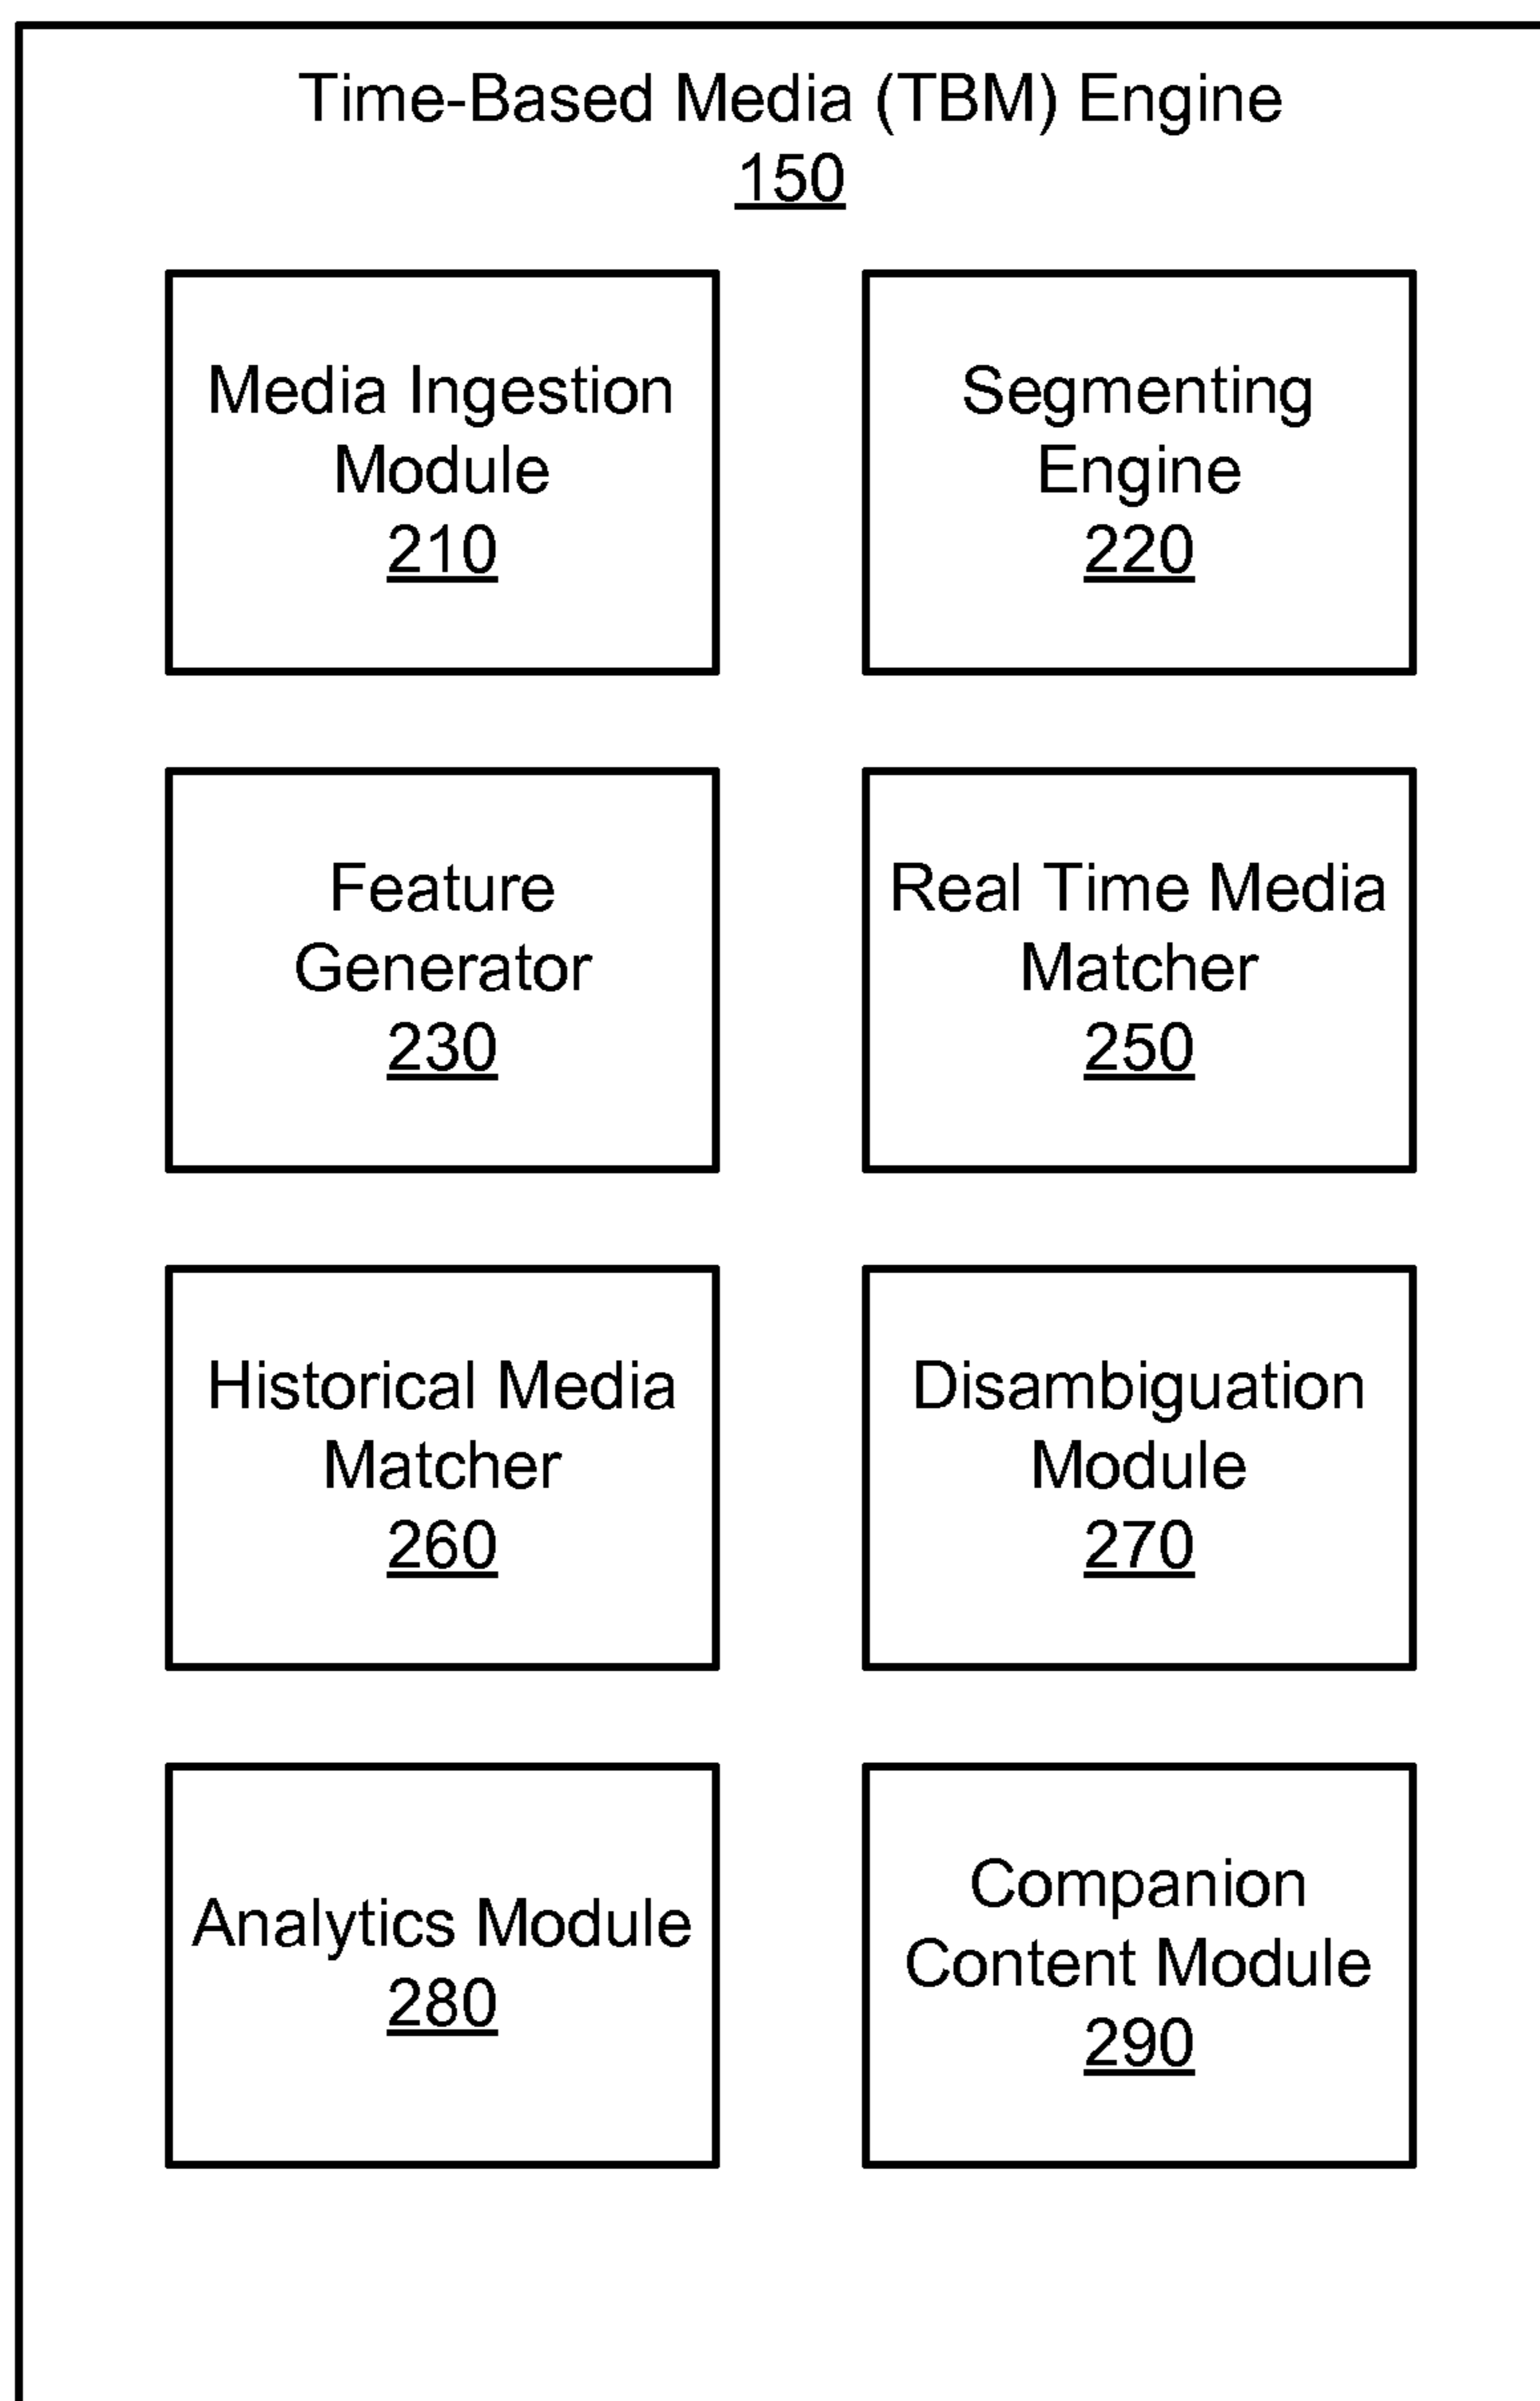 Time-Based Media (TBM) Engine
150
Media Ingestion
Module
210
Segmenting
Engine
220
Feature
Generator
230
Real Time Media
Matcher
250
Historical Media
Matcher
260
Disambiguation
Module
270
Analytics Module
280
Companion
Content Module
290